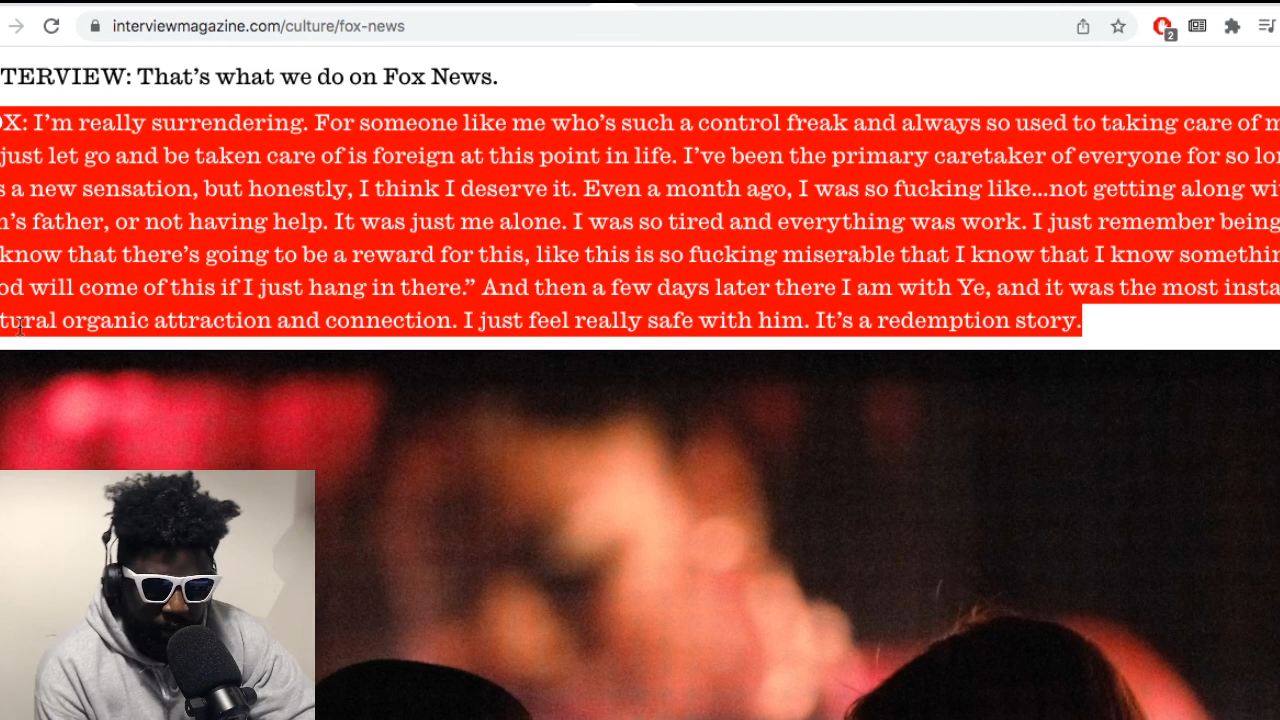 interviewmagazine.com/culture/fox-news
2
TERVIEW: That’s what we do on Fox News.
OX: I’m really surrendering. For someone like me who’s such a control freak and always so used to taking care of m
just let go and be taken care of is foreign at this point in life. I’ve been the primary caretaker of everyone for so lon
s a new sensation, but honestly, I think I deserve it. Even a month ago, I was so fucking like...not getting along wi
n’s father, or not having help. It was just me alone. I was so tired and everything was work. I just remember being
know that there’s going to be a reward for this, like this is so fucking miserable that I know that I know somethin
od will come of this if I just hang in there.” And then a few days later there I am with Ye, and it was the most insta
tural organic attraction and connection. I just feel really safe with him. It’s a redemption story.